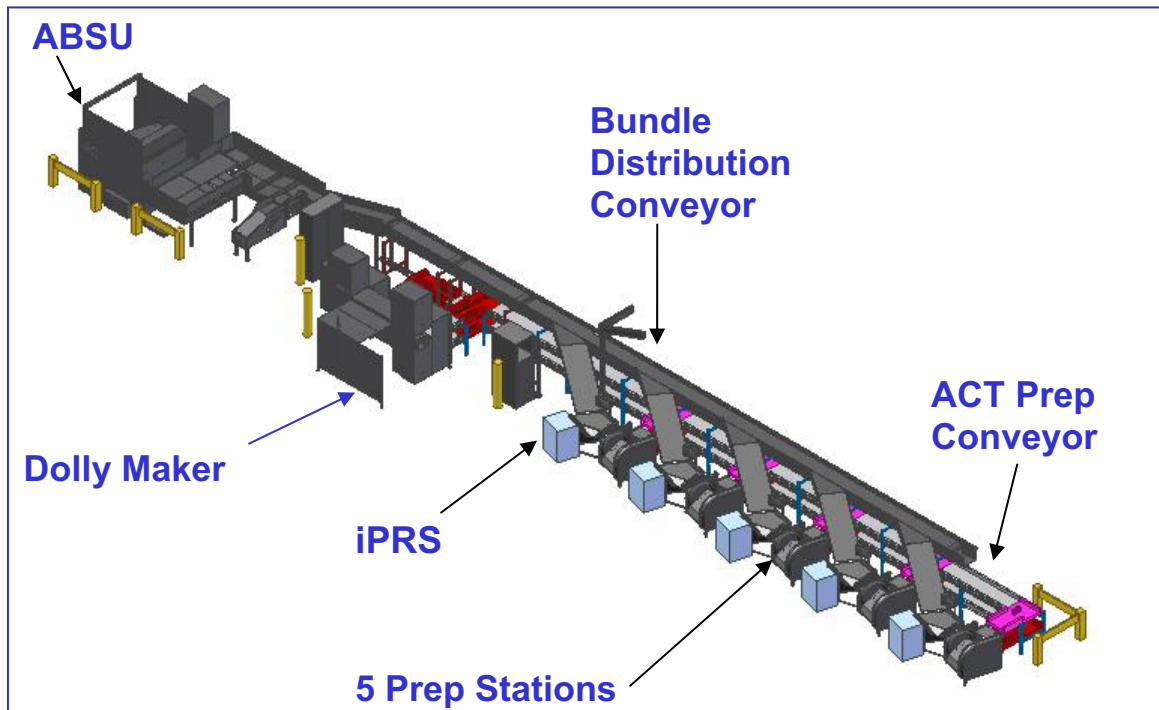 ABSU
Bundle
Distribution
Conveyor
ACT Prep
Conveyor
Dolly Maker
iPRS
5 Prep Stations